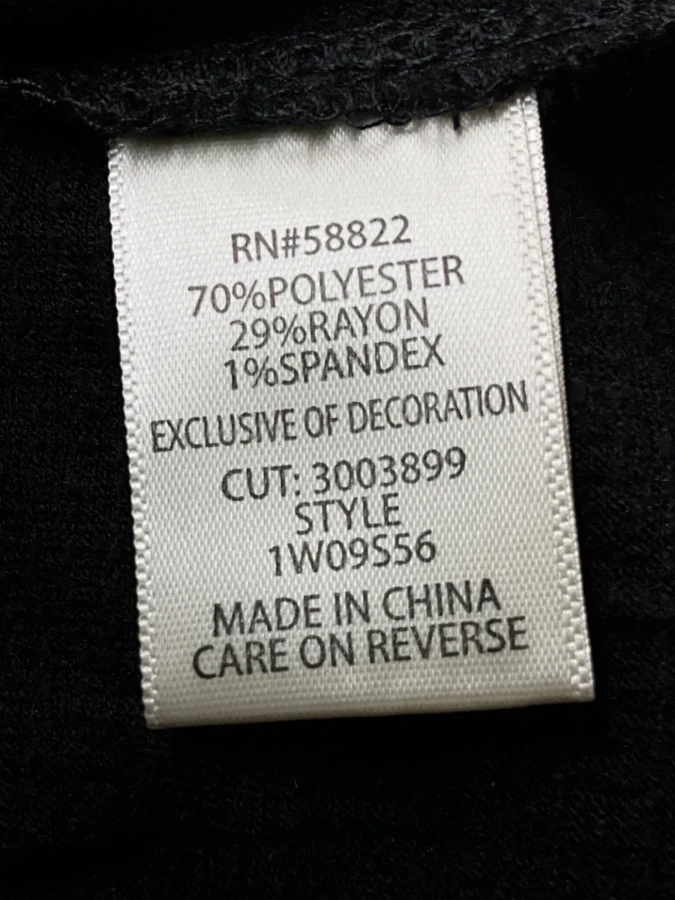 RN#58822
70%POLYESTER
29%RAYON
1%SPANDEX
EXCLUSIVE OF DECORATION
CUT: 3003899
STYLE
1W09S56
MADE IN CHINA
CARE ON REVERSE